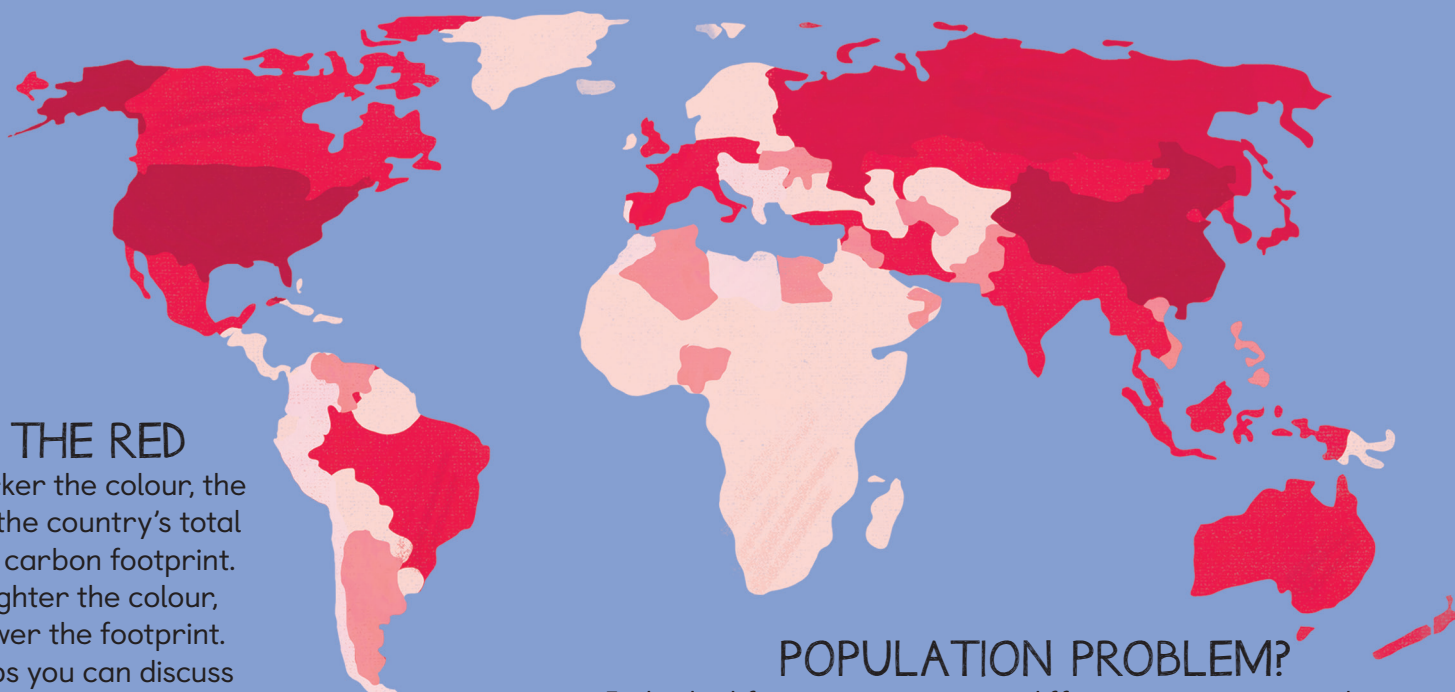 THE RED
ker the colour, the
the country's total
carbon footprint.
ghter the colour,
wer the footprint.
ps you can discuss
POPULATION PROBLEM?